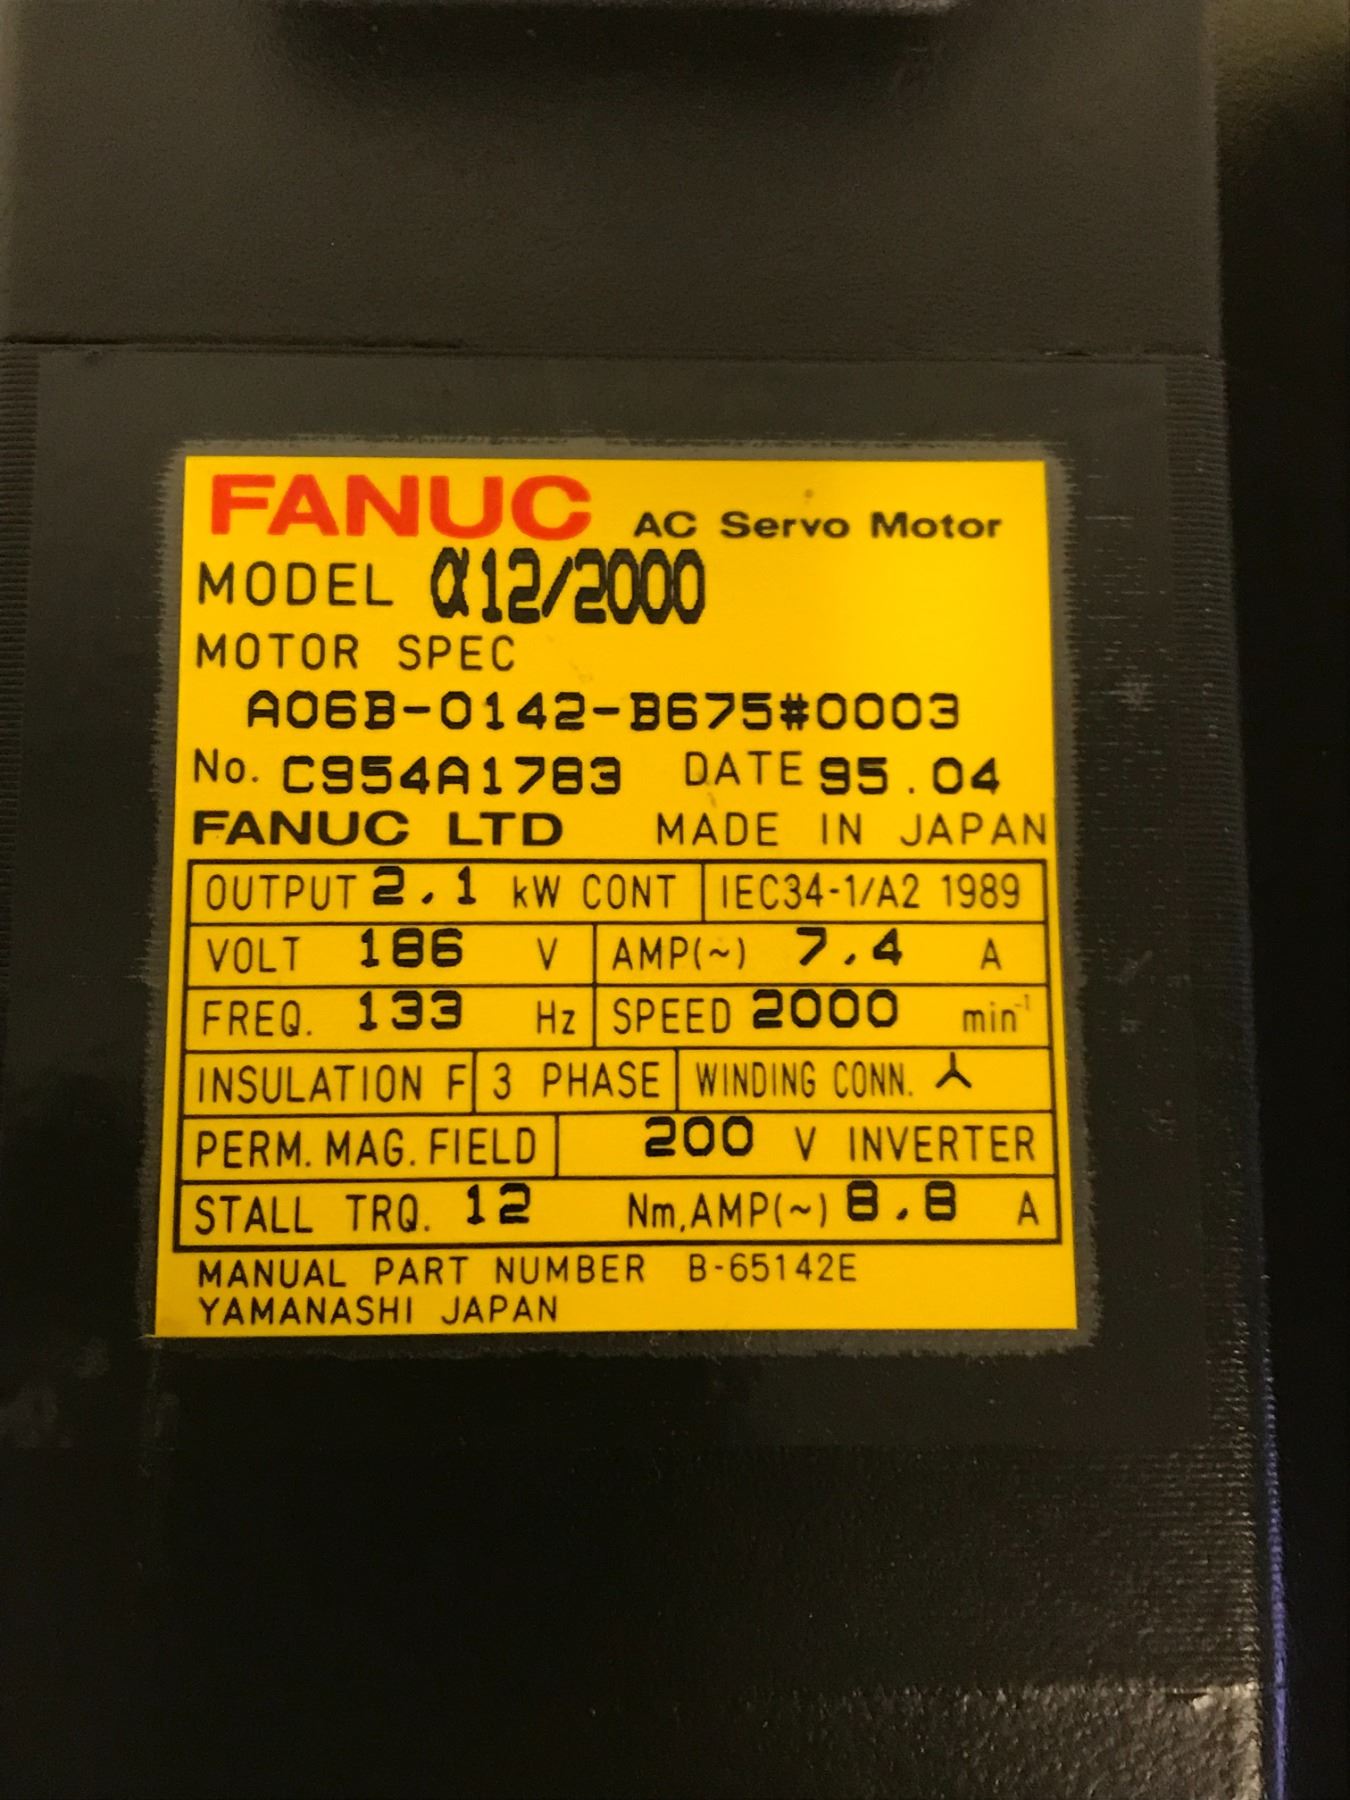 FANUC AC Servo Motor
MODEL α12/2000
MOTOR SPEC
A06B-0142-B675#0003
No. C954A1783 DATE 95.04
FANUC LTD MADE IN JAPAN
OUTPUT 2.1 kW CONT IEC34-1/A2 1989
VOLT 186 V AMP(~) 7.4 A
FREQ. 133 Hz SPEED 2000 min⁻¹
INSULATION F 3 PHASE WINDING CONN.
PERM. MAG. FIELD 200 V INVERTER
STALL TRQ. 12 Nm, AMP(~) 8.8 A
MANUAL PART NUMBER B-65142E
YAMANASHI JAPAN